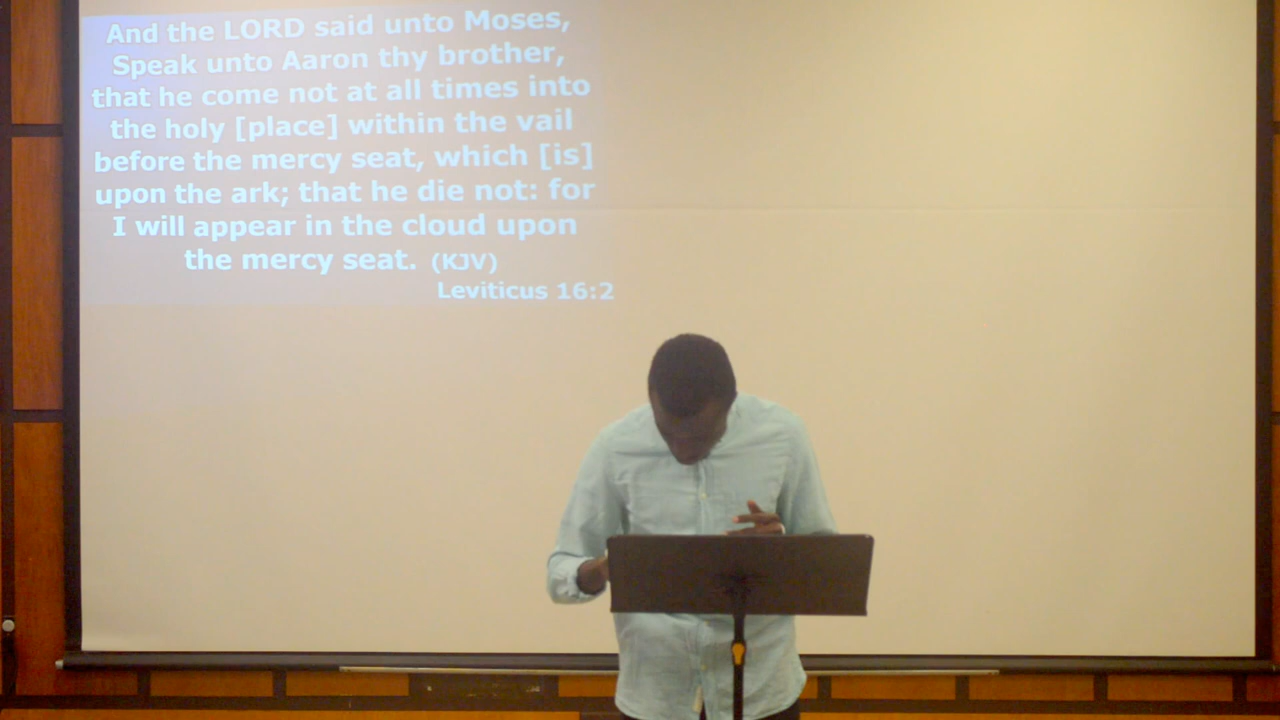 And the LORD said unto Moses,
Speak unto Aaron thy brother,
that he come not at all times into
the holy [place] within the vail
before the mercy seat, which [is]
upon the ark; that he die not: for
I will appear in the cloud upon
the mercy seat. (KJV)
Leviticus 16:2